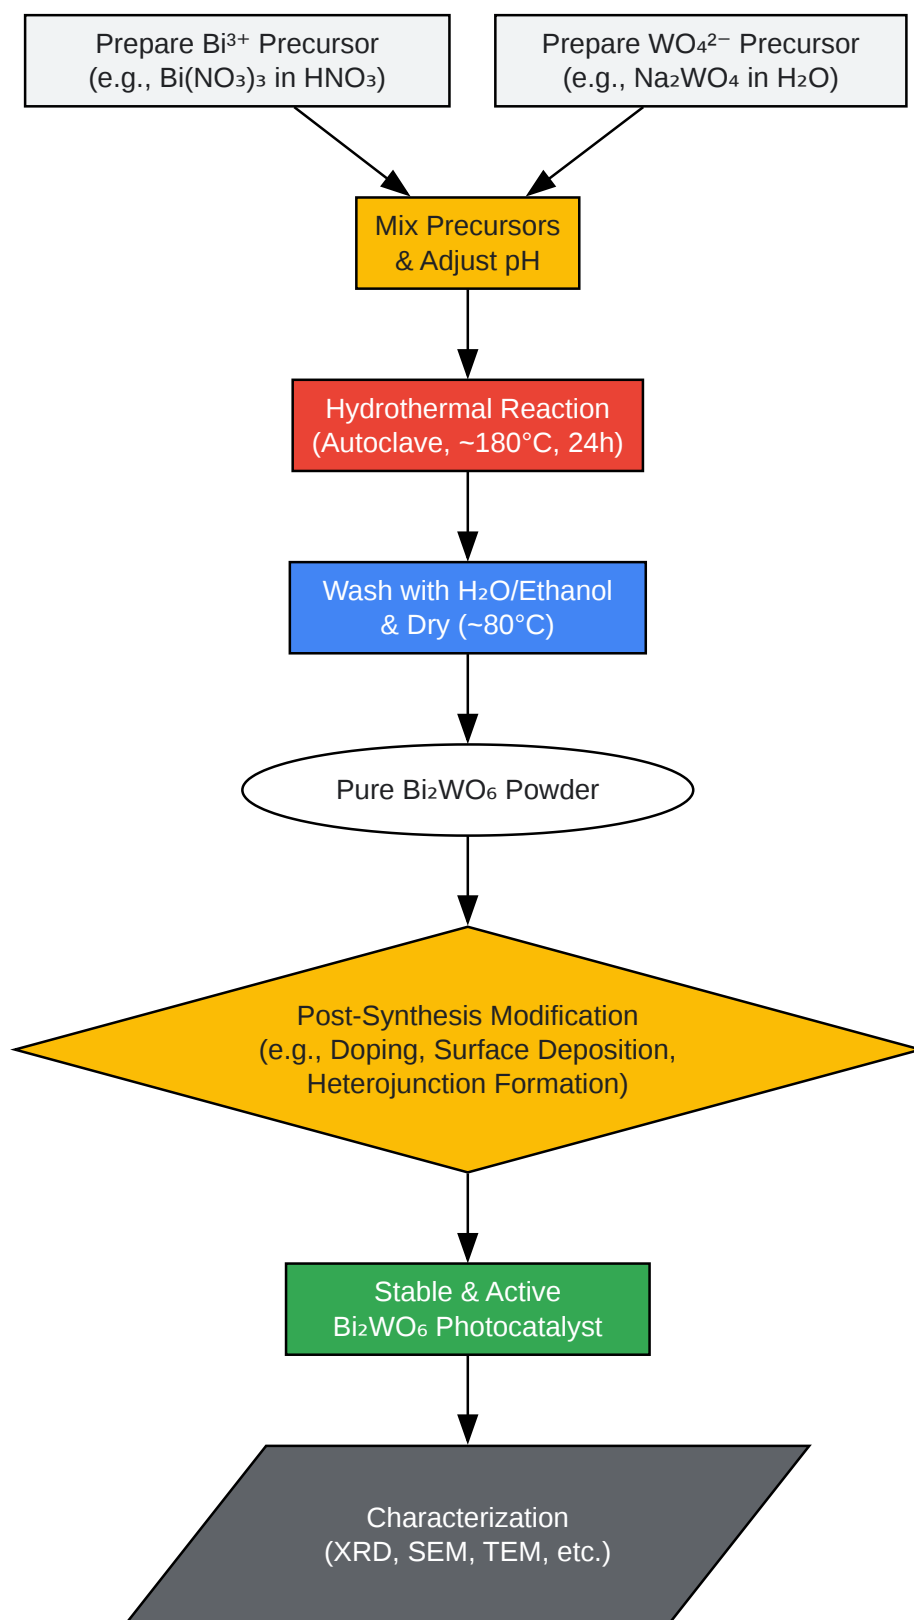 Prepare Bi³⁺ Precursor
(e.g., Bi(NO₃)₃ in HNO₃)
Prepare WO₄²⁻ Precursor
(e.g., Na₂WO₄ in H₂O)
Mix Precursors
& Adjust pH
Hydrothermal Reaction
(Autoclave, ~180°C, 24h)
Wash with H₂O/Ethanol
& Dry (~80°C)
Pure Bi₂WO₆ Powder
Post-Synthesis Modification
(e.g., Doping, Surface Deposition,
Heterojunction Formation)
Stable & Active
Bi₂WO₆ Photocatalyst
Characterization
(XRD, SEM, TEM, etc.)